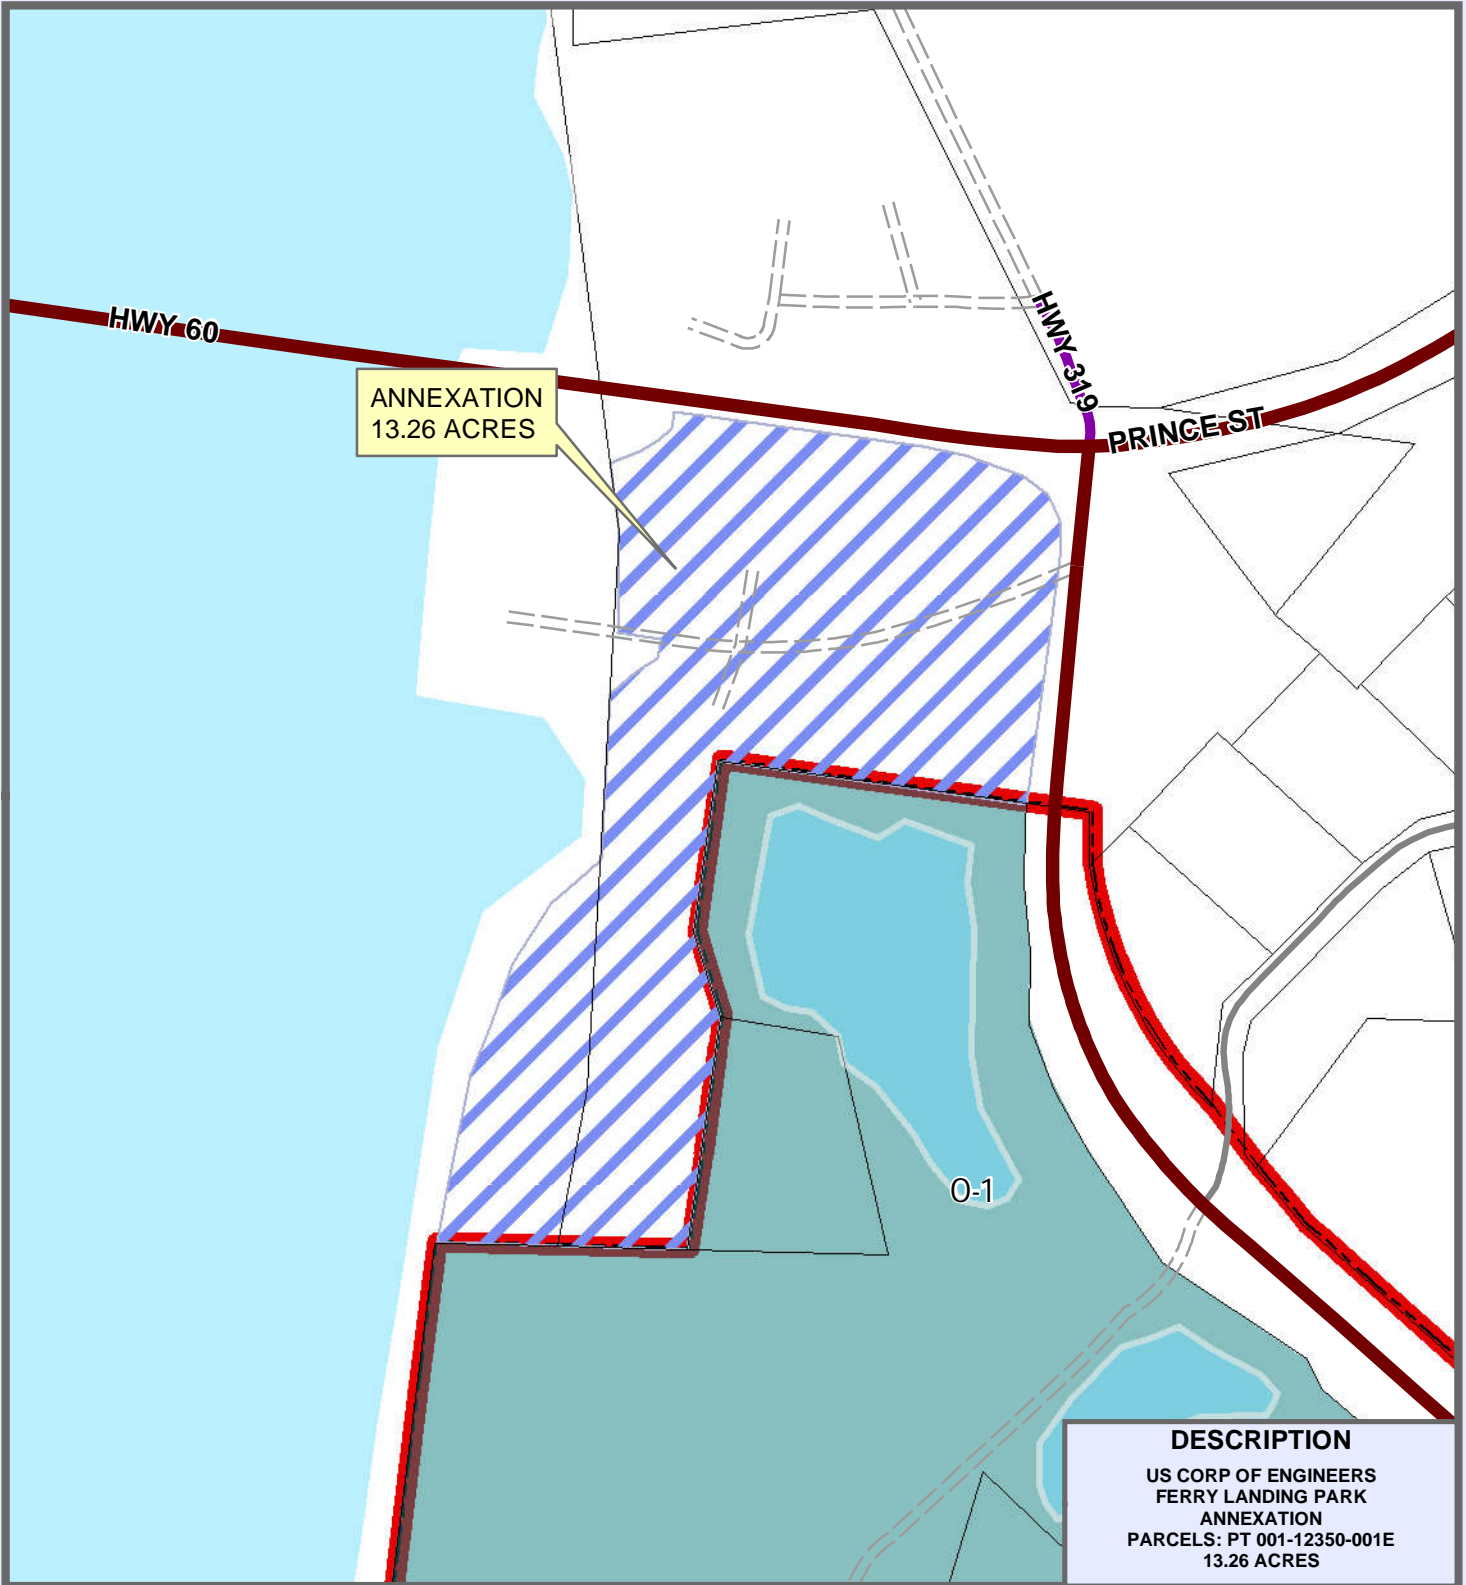 HWY 60
HWY 319
ANNEXATION
13.26 ACRES
PRINCE ST
O-1
DESCRIPTION
US CORP OF ENGINEERS
FERRY LANDING PARK
ANNEXATION
PARCELS: PT 001-12350-001E
13.26 ACRES